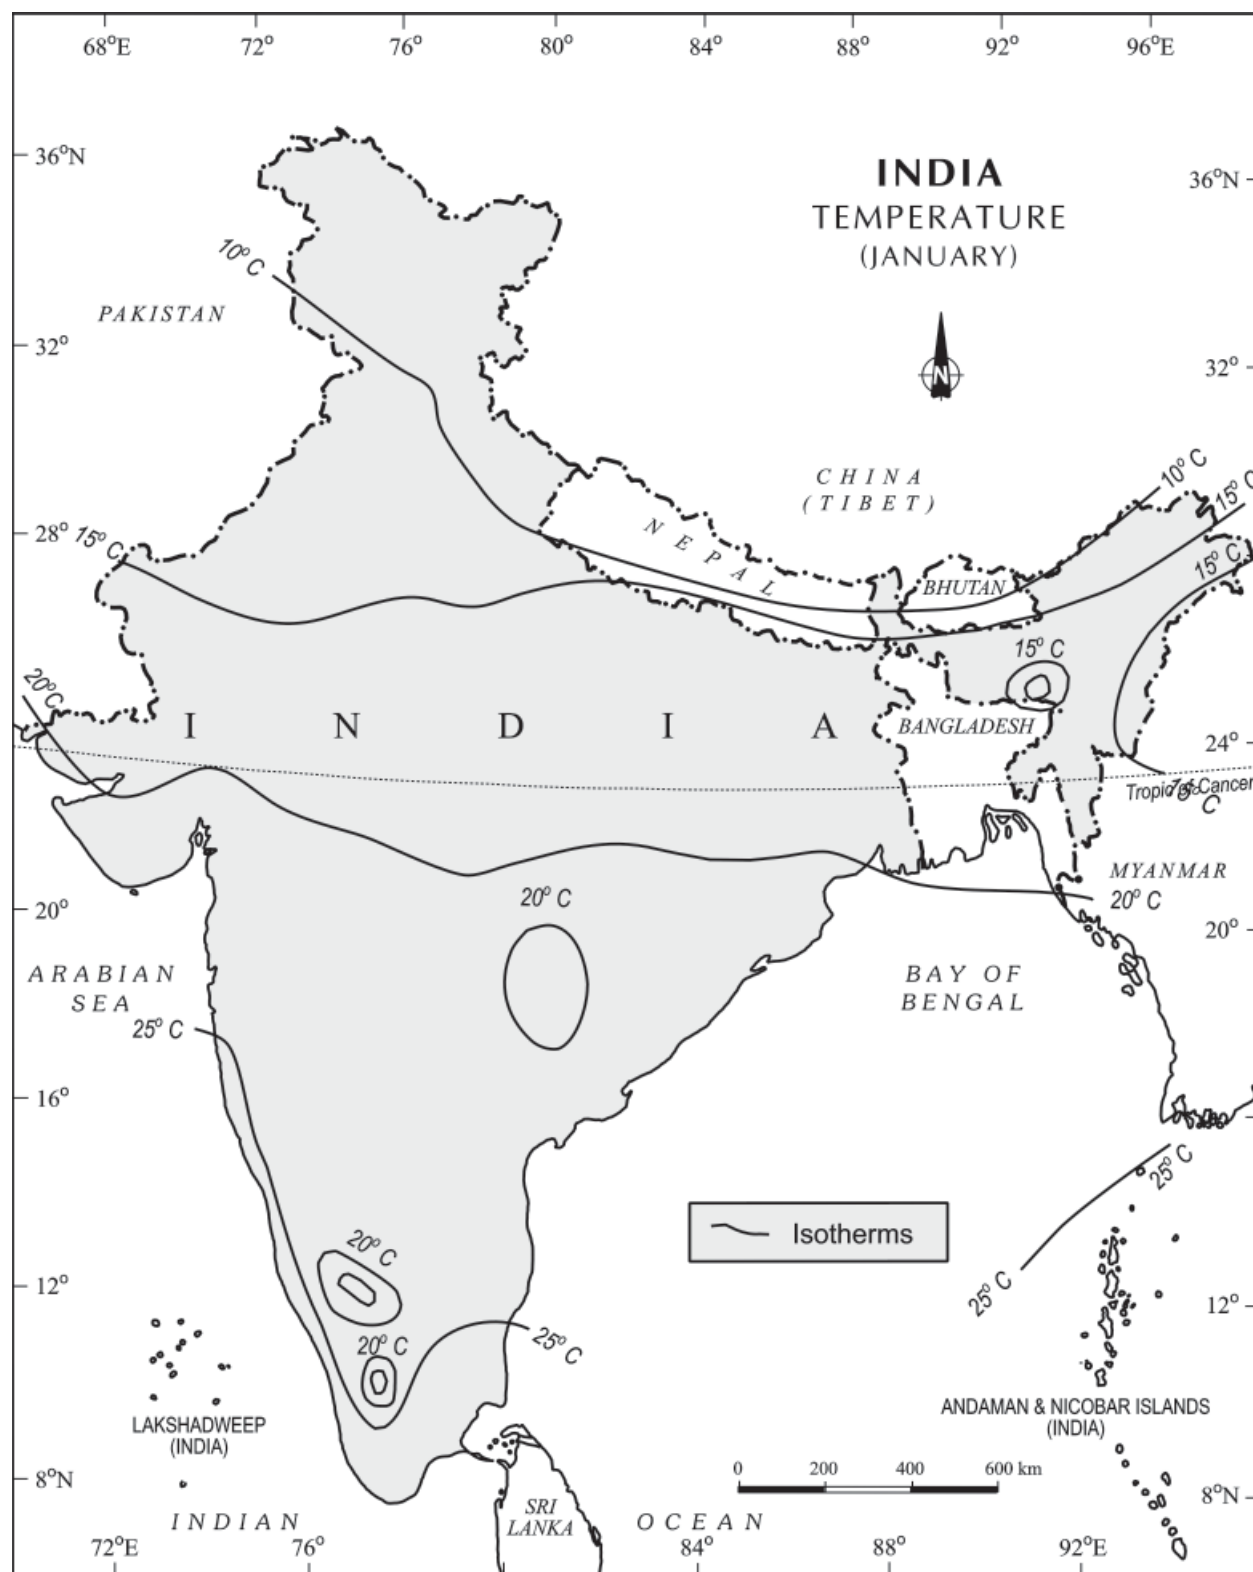 68°E 72° 76° 80° 84° 88° 92° 96°E
36°N
36°N
INDIA
TEMPERATURE
(JANUARY)
10° C
PAKISTAN
32°
32°
N
CHINA
(TIBET)
10° C
15° C
28°
15° C
NEPAL
BHUTAN
15° C
15° C
20°C
I N D I A
BANGLADESH
24°
Tropic of Cancer
15° C
MYANMAR
20° C
20°
20° C
20°
ARABIAN
SEA
BAY OF
BENGAL
25° C
16°
25° C
Isotherms
20° C
12°
25° C
12°
20° C
25° C
LAKSHADWEEP
(INDIA)
ANDAMAN & NICOBAR ISLANDS
(INDIA)
8°N
0 200 400 600 km
8°N
SRI
LANKA
INDIAN OCEAN
72°E 76° 84° 88° 92°E